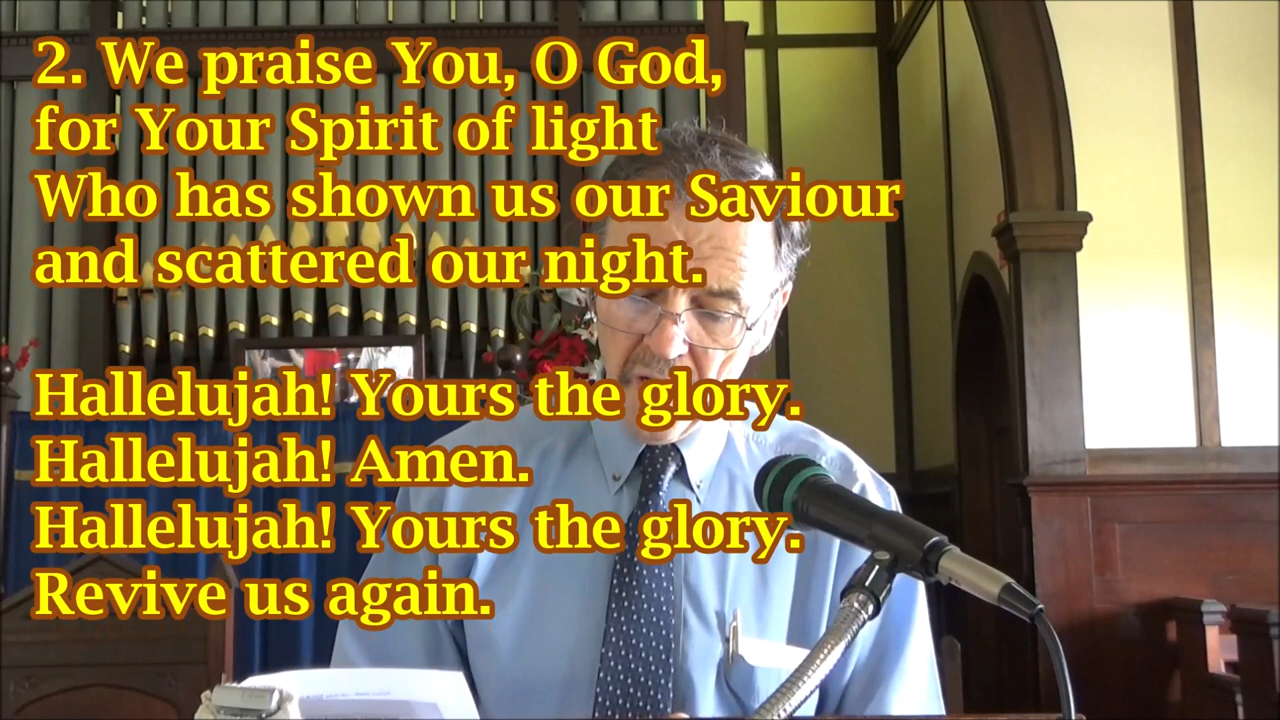 2. We praise You, O God,
for Your Spirit of light
Who has shown us our Saviour
and scattered our night.
Hallelujah! Yours the glory.
Hallelujah! Amen.
Hallelujah! Yours the glory.
Revive us again.